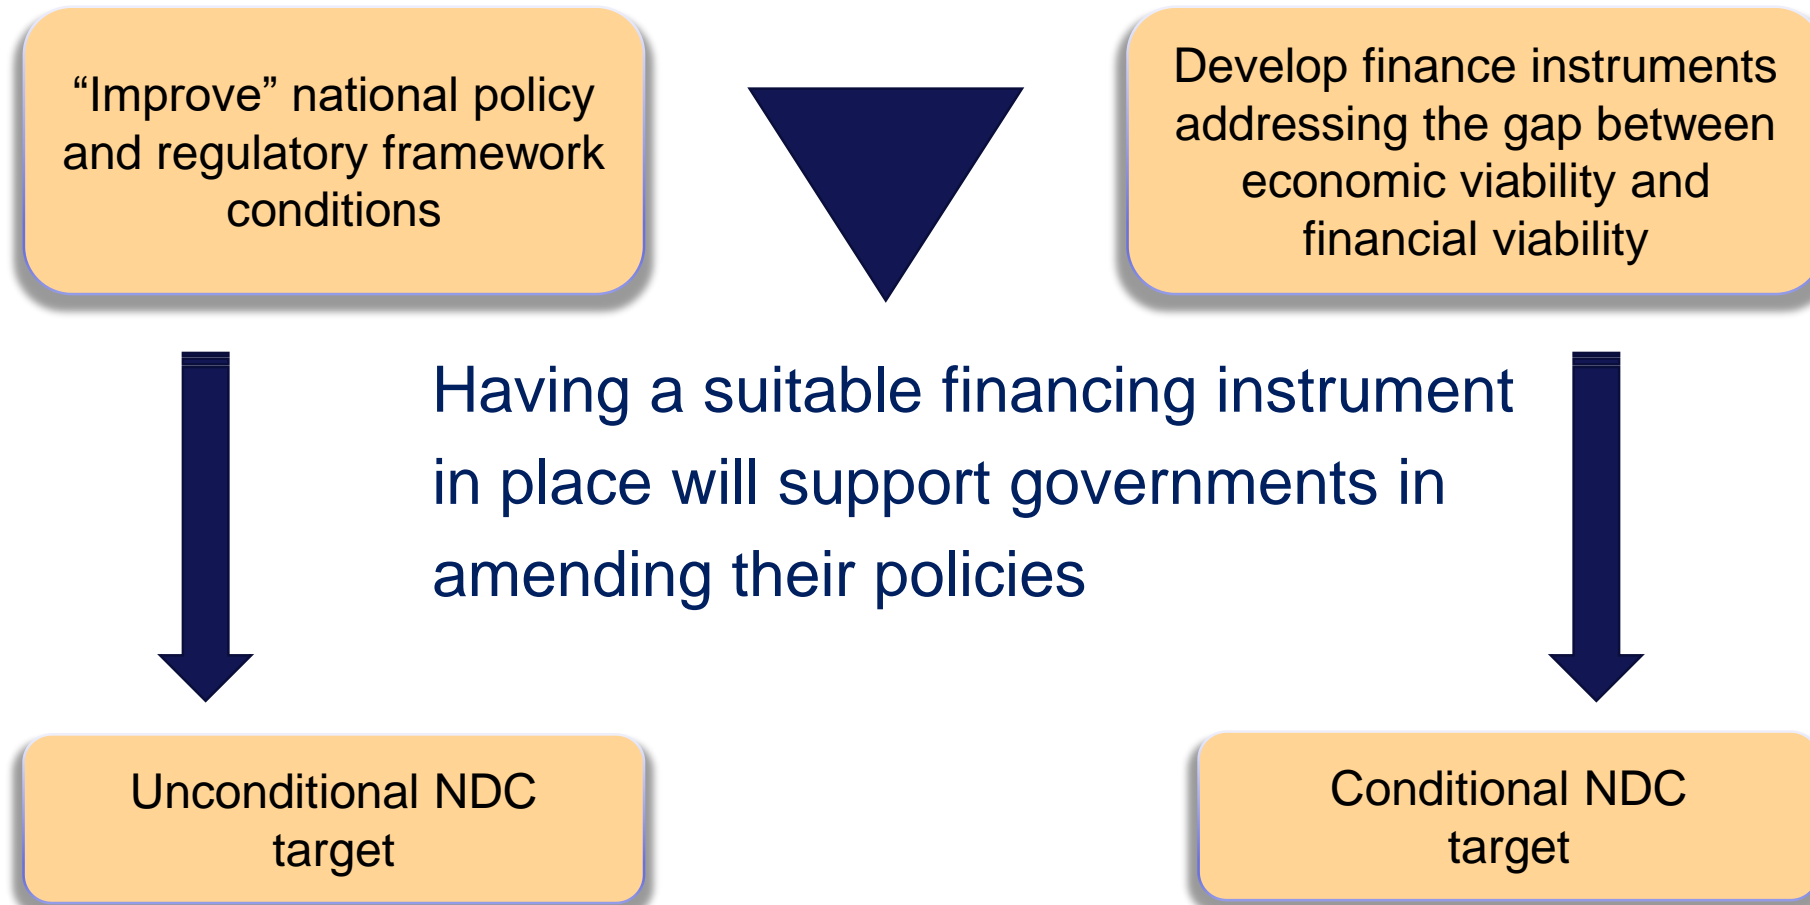 “Improve” national policy
and regulatory framework
conditions
Develop finance instruments
addressing the gap between
economic viability and
financial viability
Having a suitable financing instrument
in place will support governments in
amending their policies
Unconditional NDC
target
Conditional NDC
target